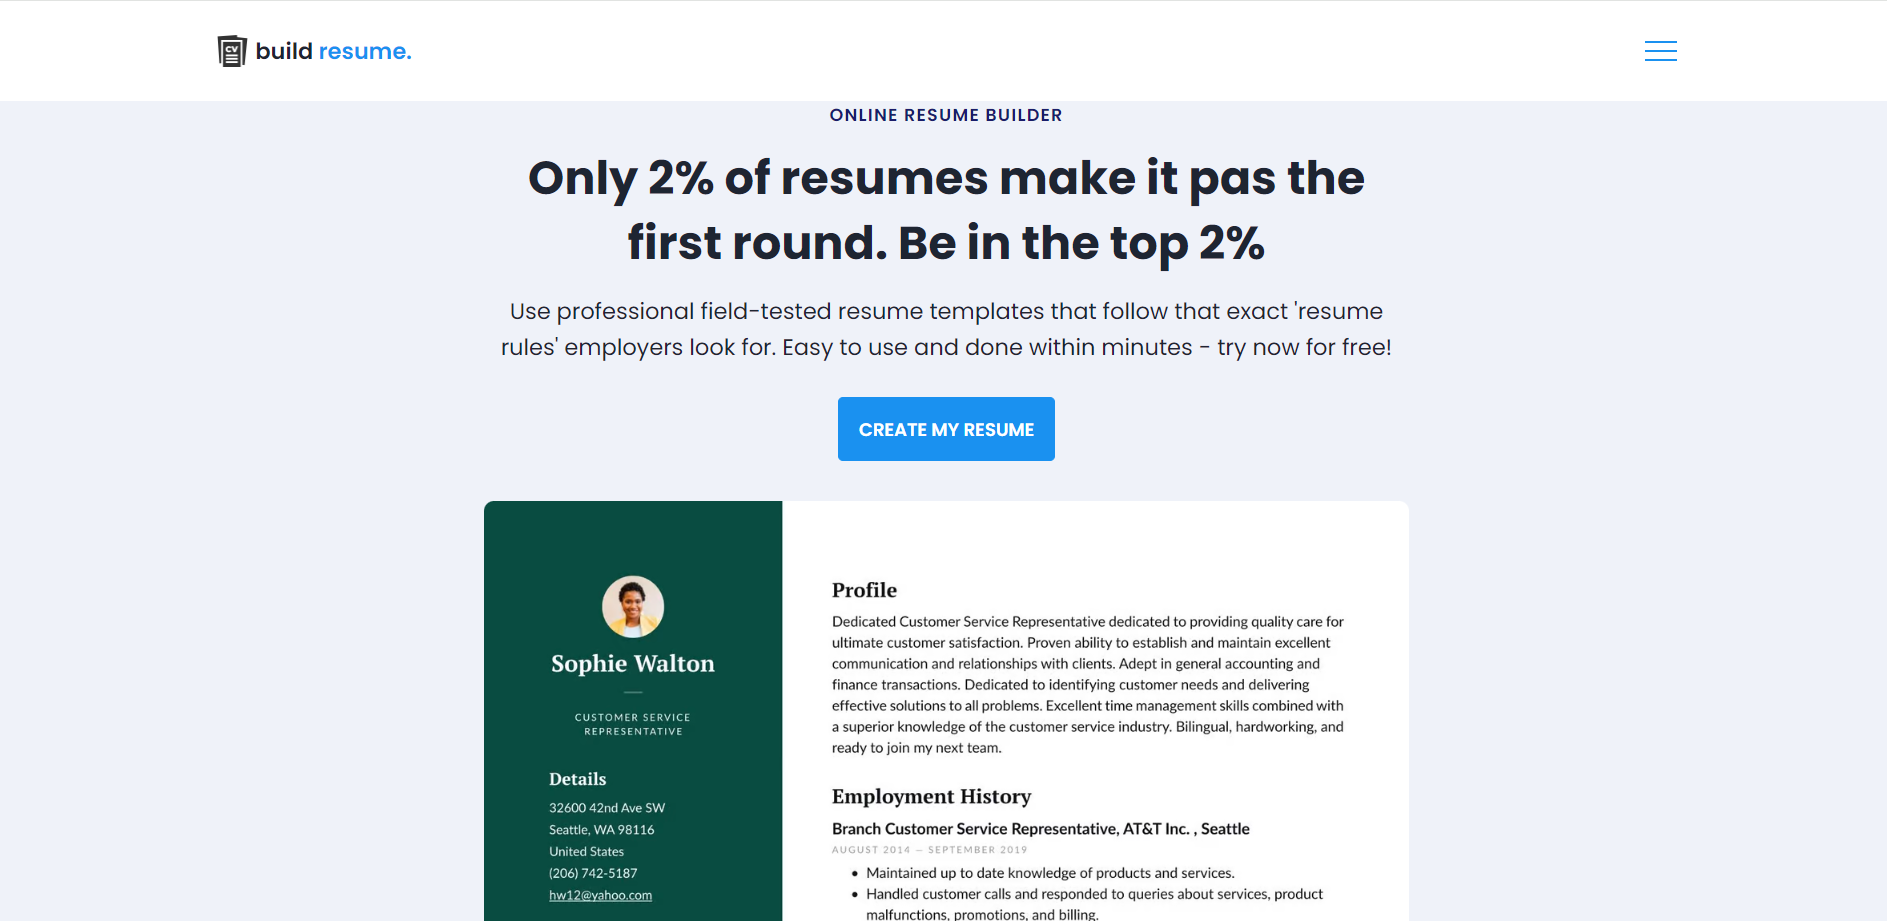 CV
build resume.
ONLINE RESUME BUILDER
Only 2% of resumes make it pas the
first round. Be in the top 2%
Use professional field-tested resume templates that follow that exact 'resume
rules' employers look for. Easy to use and done within minutes - try now for free!
CREATE MY RESUME
Sophie Walton
CUSTOMER SERVICE
REPRESENTATIVE
Details
32600 42nd Ave SW
Seattle, WA 98116
United States
(206) 742-5187
hw12@yahoo.com
Profile
Dedicated Customer Service Representative dedicated to providing quality care for
ultimate customer satisfaction. Proven ability to establish and maintain excellent
communication and relationships with clients. Adept in general accounting and
finance transactions. Dedicated to identifying customer needs and delivering
effective solutions to all problems. Excellent time management skills combined with
a superior knowledge of the customer service industry. Bilingual, hardworking, and
ready to join my next team.
Employment History
Branch Customer Service Representative, AT&T Inc. , Seattle
AUGUST 2014 — SEPTEMBER 2019
• Maintained up to date knowledge of products and services.
• Handled customer calls and responded to queries about services, product
malfunctions, promotions, and billing.